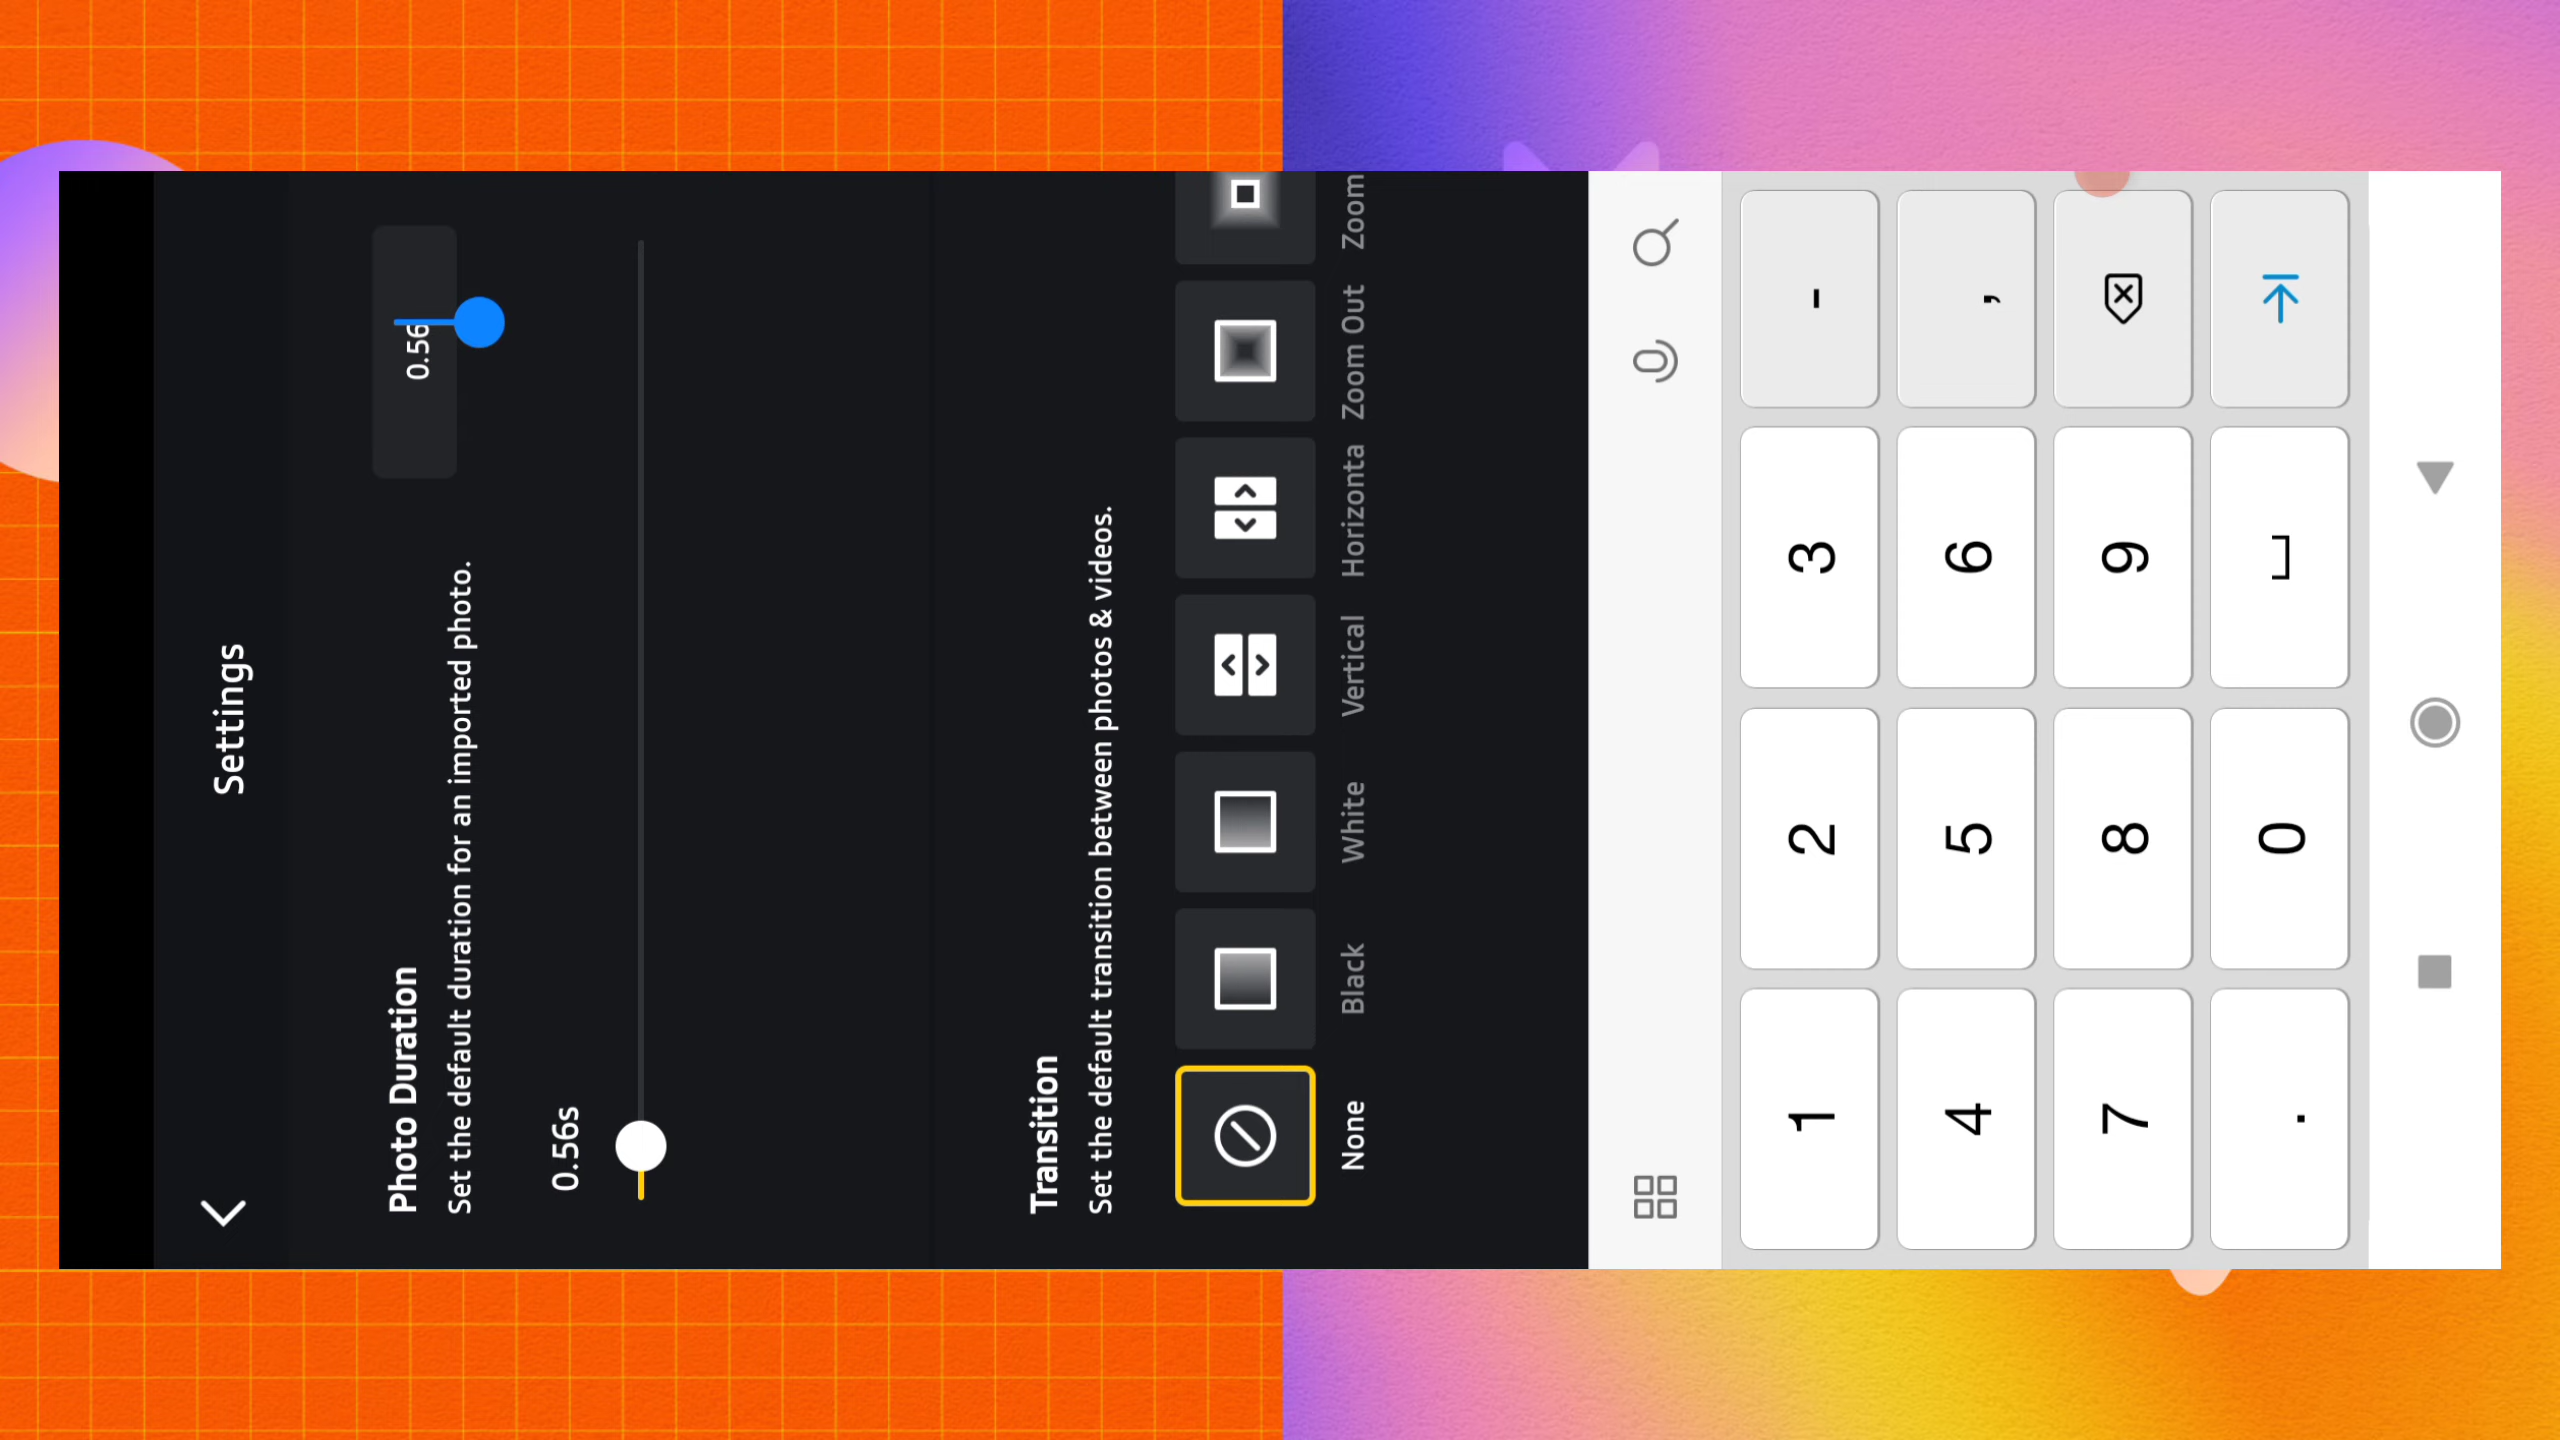 Settings
Photo Duration
0.56
Set the default duration for an imported photo.
0.56s
Transition
Set the default transition between photos & videos.
None
Black
White
Vertical
Horizonta
Zoom Out
Zoom
1 2 3 -
4 5 6 ,
7 8 9
. 0